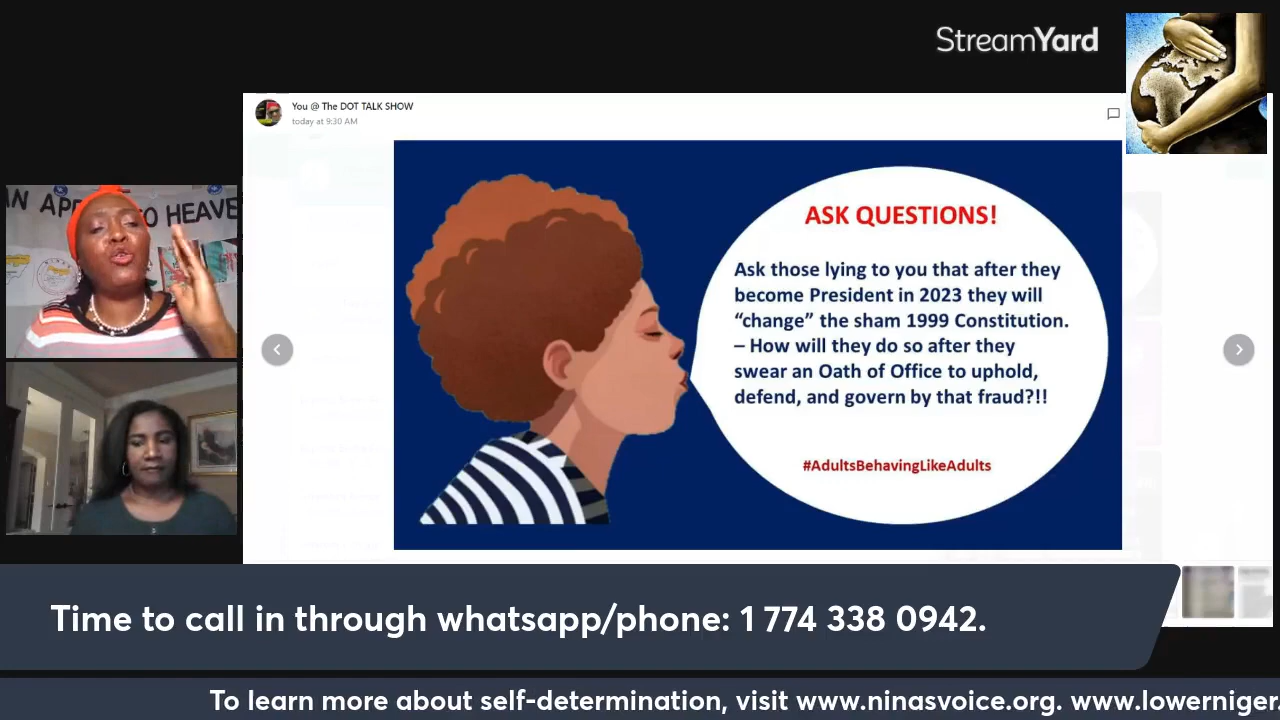 StreamYard
You @ The DOT TALK SHOW
today at 9:30 AM
AN APP TO HEAVE
ASK QUESTIONS!
Ask those lying to you that after they
become President in 2023 they will
“change” the sham 1999 Constitution.
– How will they do so after they
swear an Oath of Office to uphold,
defend, and govern by that fraud?!!
#AdultsBehavingLikeAdults
Time to call in through whatsapp/phone: 1 774 338 0942.
To learn more about self-determination, visit www.ninasvoice.org. www.lowerniger.